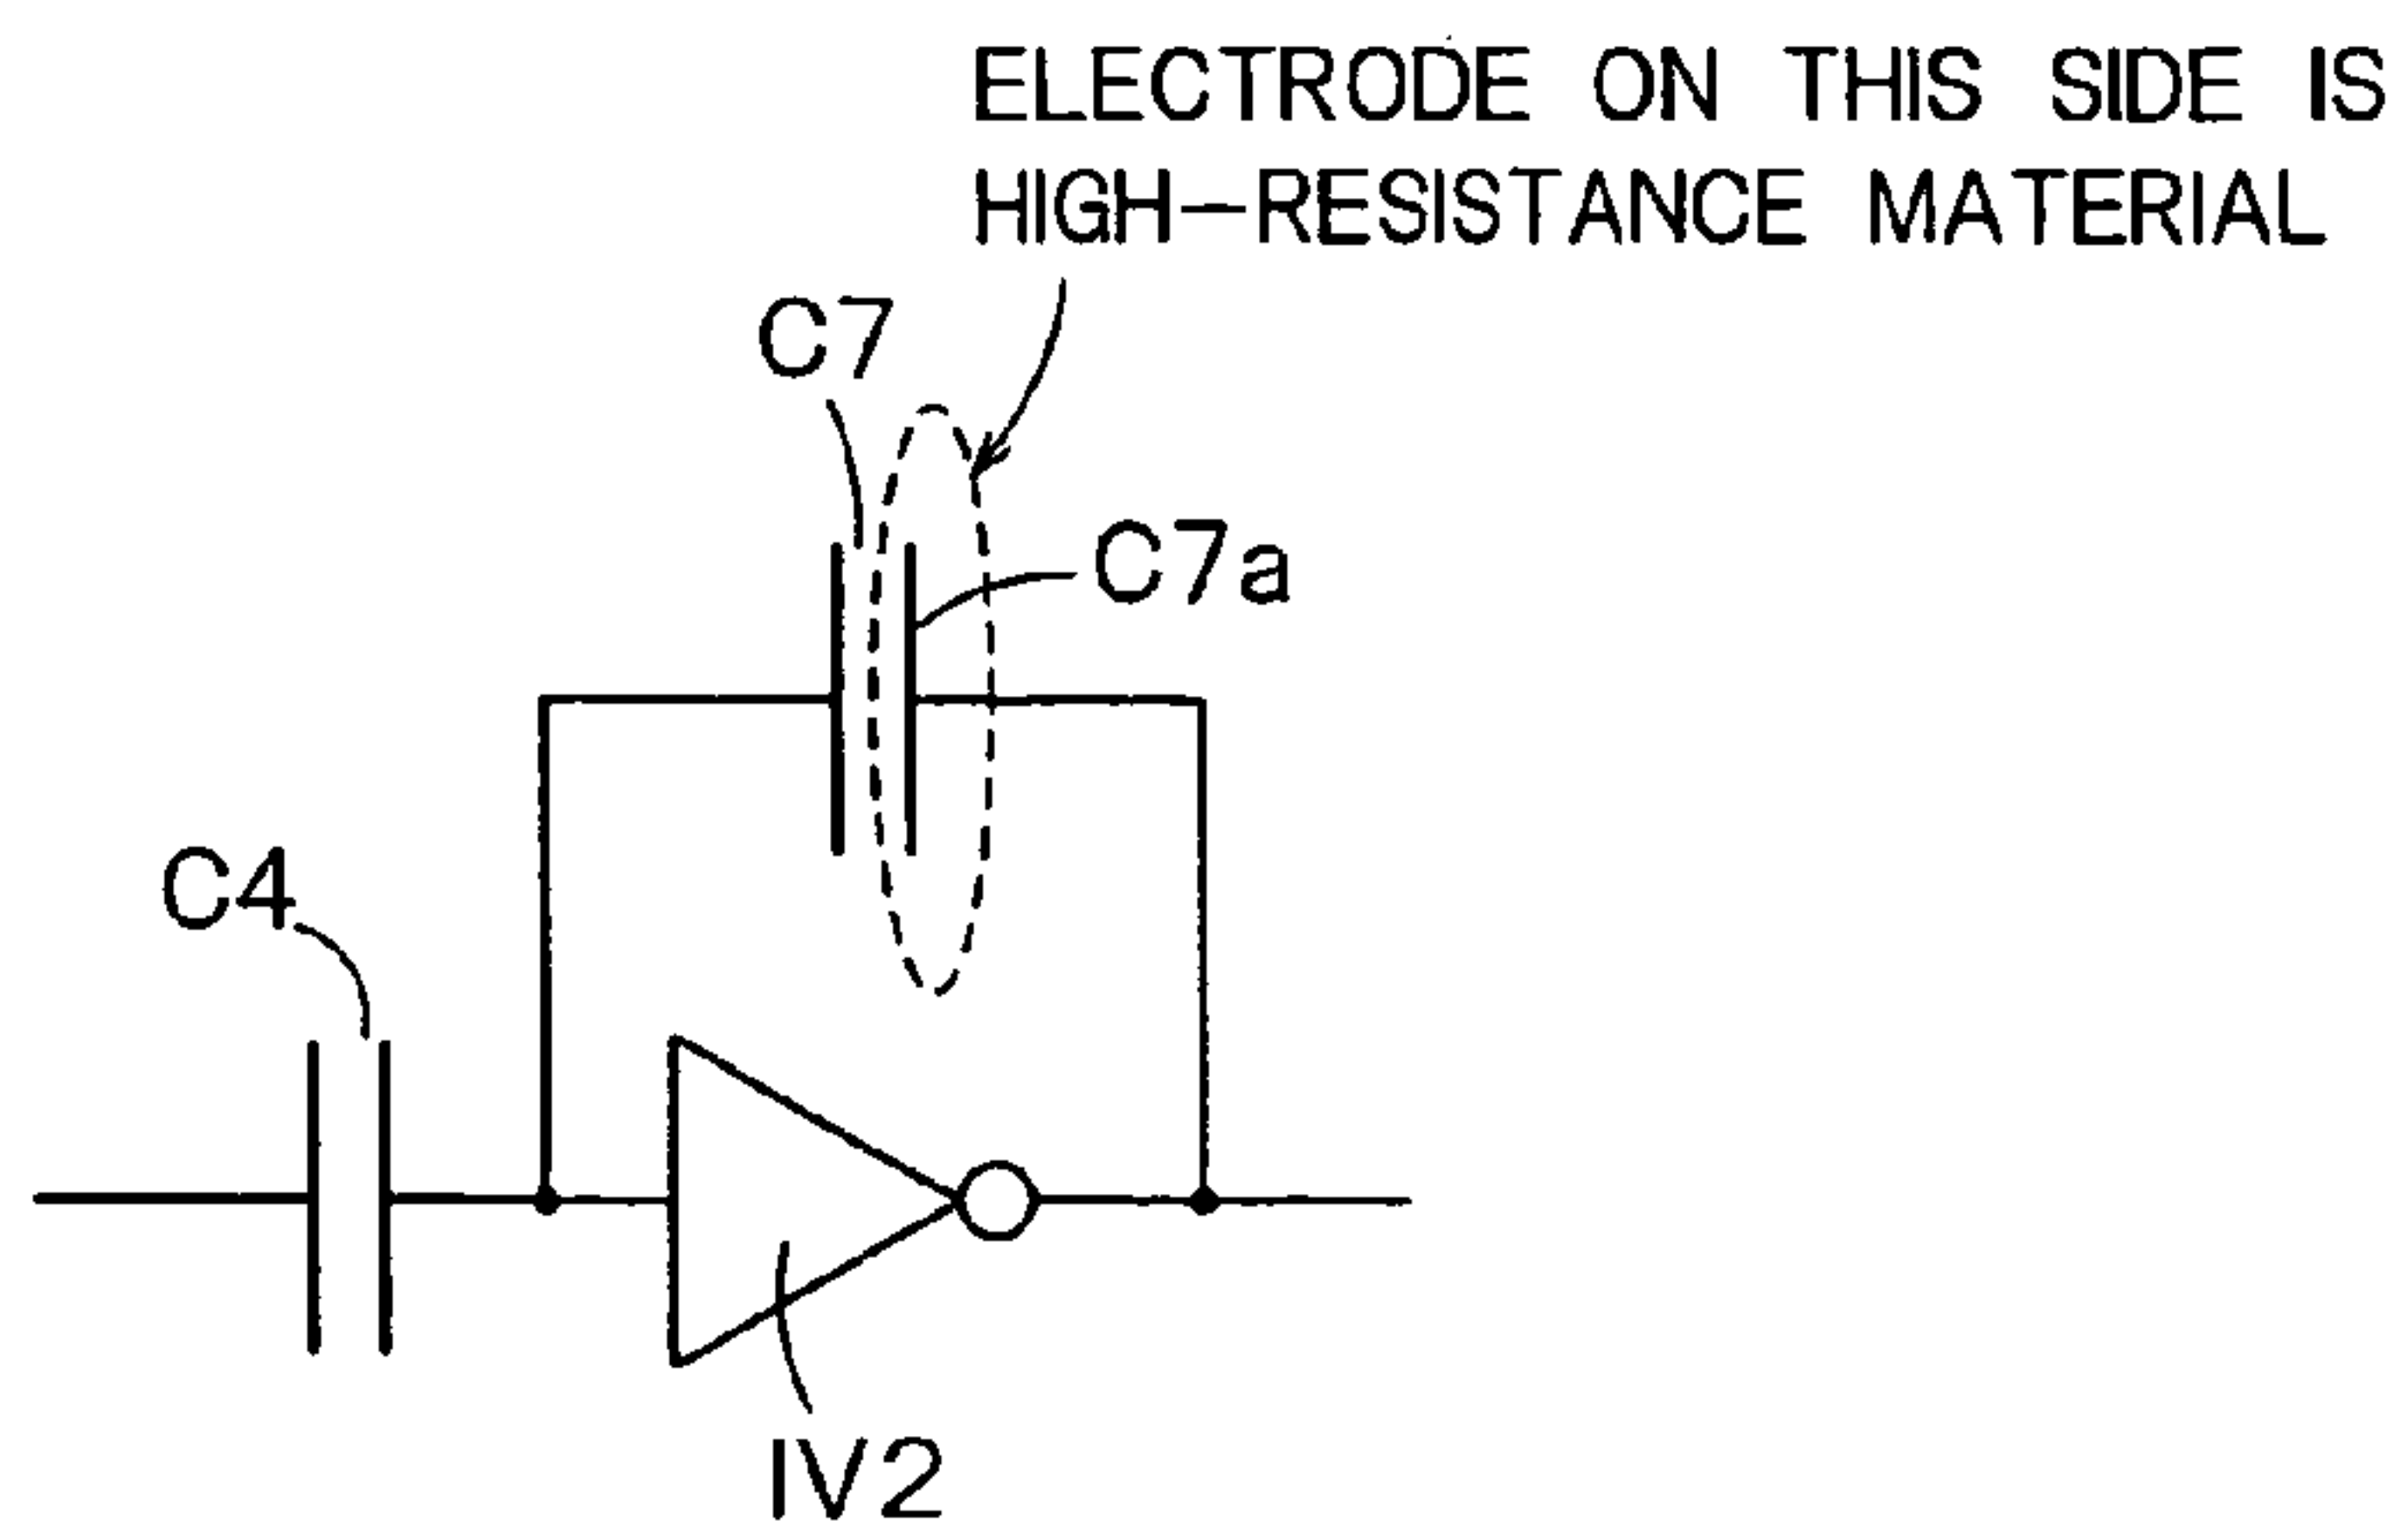 ELECTRODE ON THIS SIDE IS
HIGH-RESISTANCE MATERIAL
C7
C7a
C4
IV2